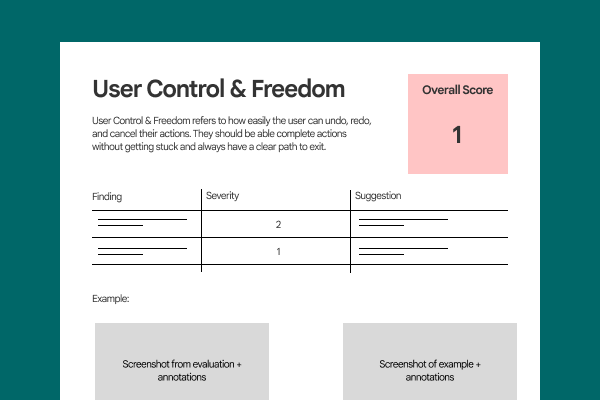 User Control & Freedom
Overall Score
1
User Control & Freedom refers to how easily the user can undo, redo,
and cancel their actions. They should be able complete actions
without getting stuck and always have a clear path to exit.
Finding Severity Suggestion
2
1
Example:
Screenshot from evaluation +
annotations
Screenshot of example +
annotations